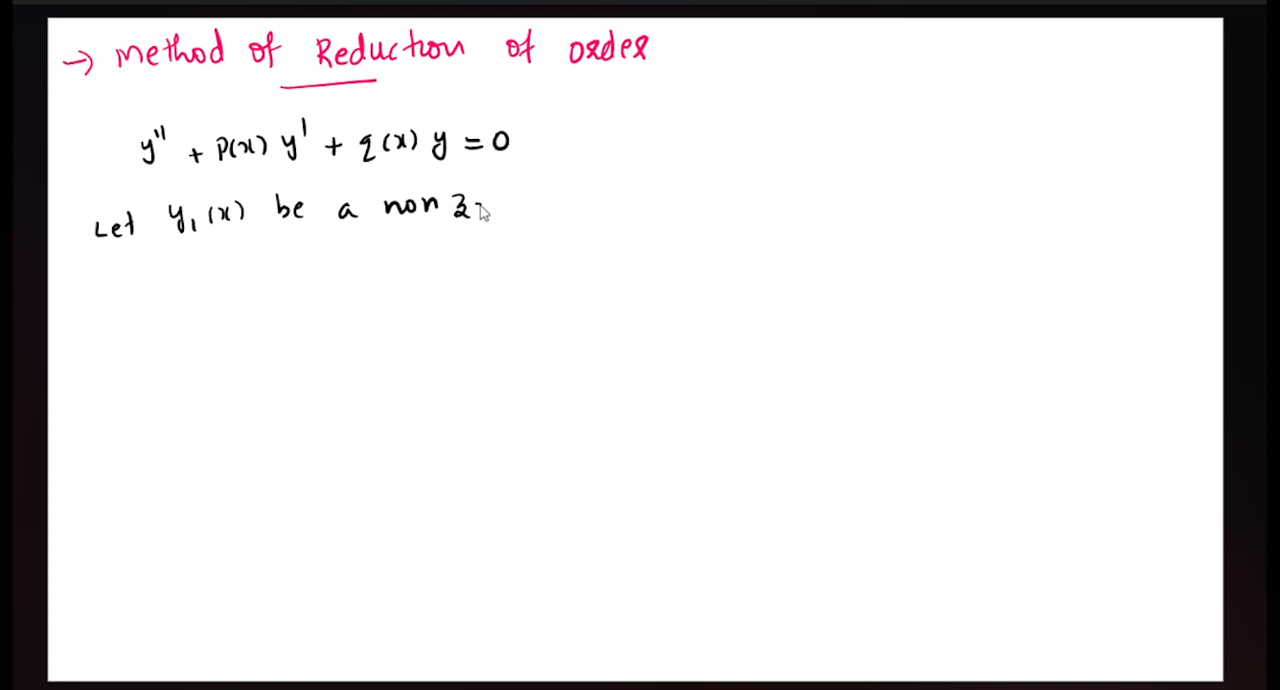 → Method of Reduction of order
y'' + p(x) y' + q(x) y = 0
Let y₁(x) be a non